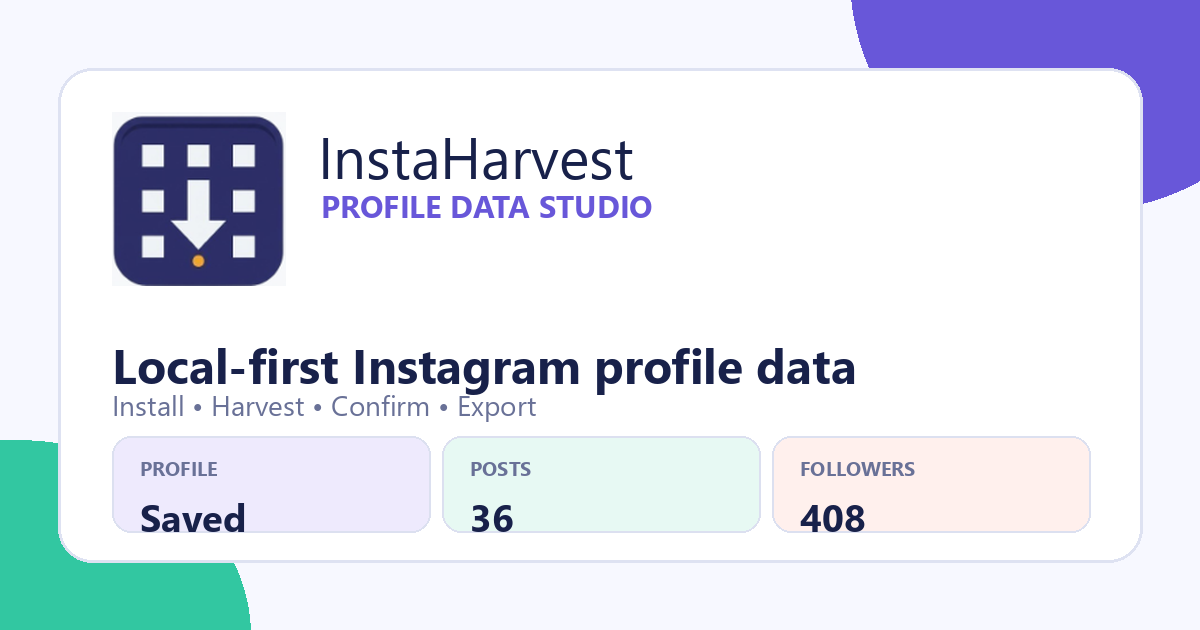 InstaHarvest
PROFILE DATA STUDIO
Local-first Instagram profile data
Install • Harvest • Confirm • Export
PROFILE
Saved
POSTS
36
FOLLOWERS
408